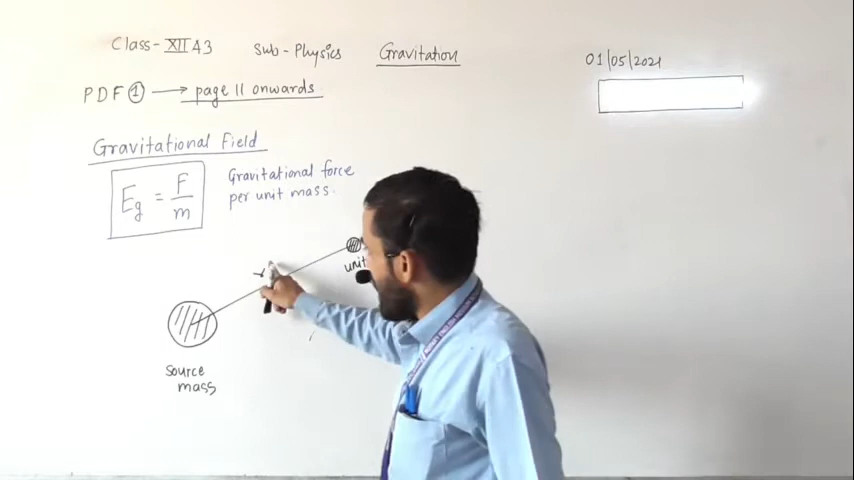 Class-XII A3 Sub-Physics Gravitation 01/05/2021
PDF ① → page 11 onwards
Gravitational Field
Eg = F/m
Gravitational force
per unit mass.
unit
source
mass